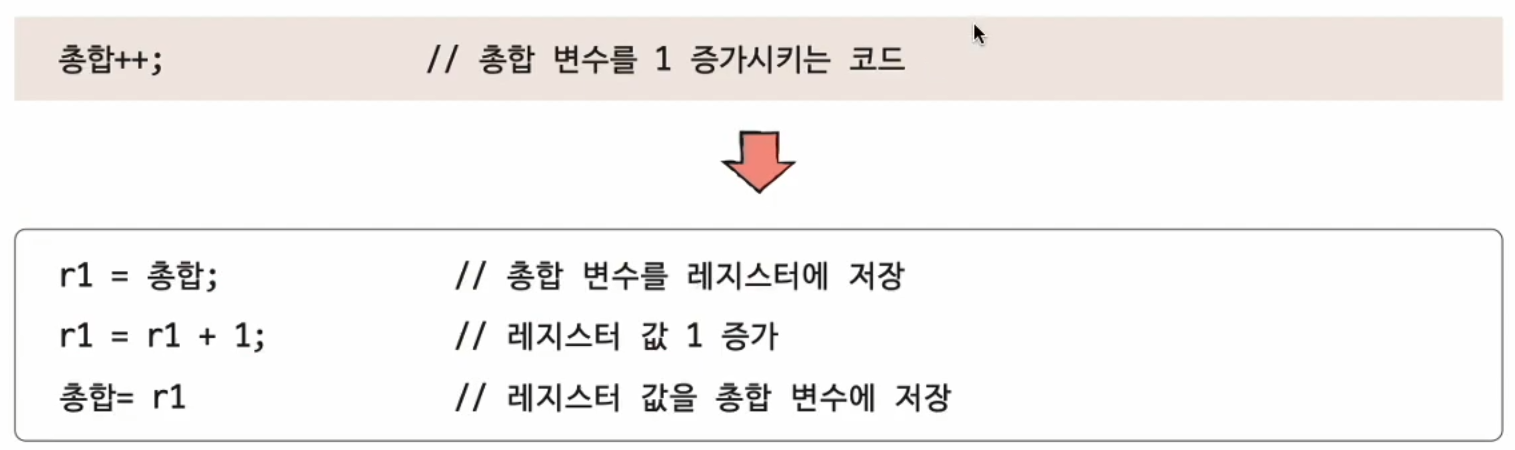 총합++; // 총합 변수를 1 증가시키는 코드
r1 = 총합; // 총합 변수를 레지스터에 저장
r1 = r1 + 1; // 레지스터 값 1 증가
총합= r1 // 레지스터 값을 총합 변수에 저장